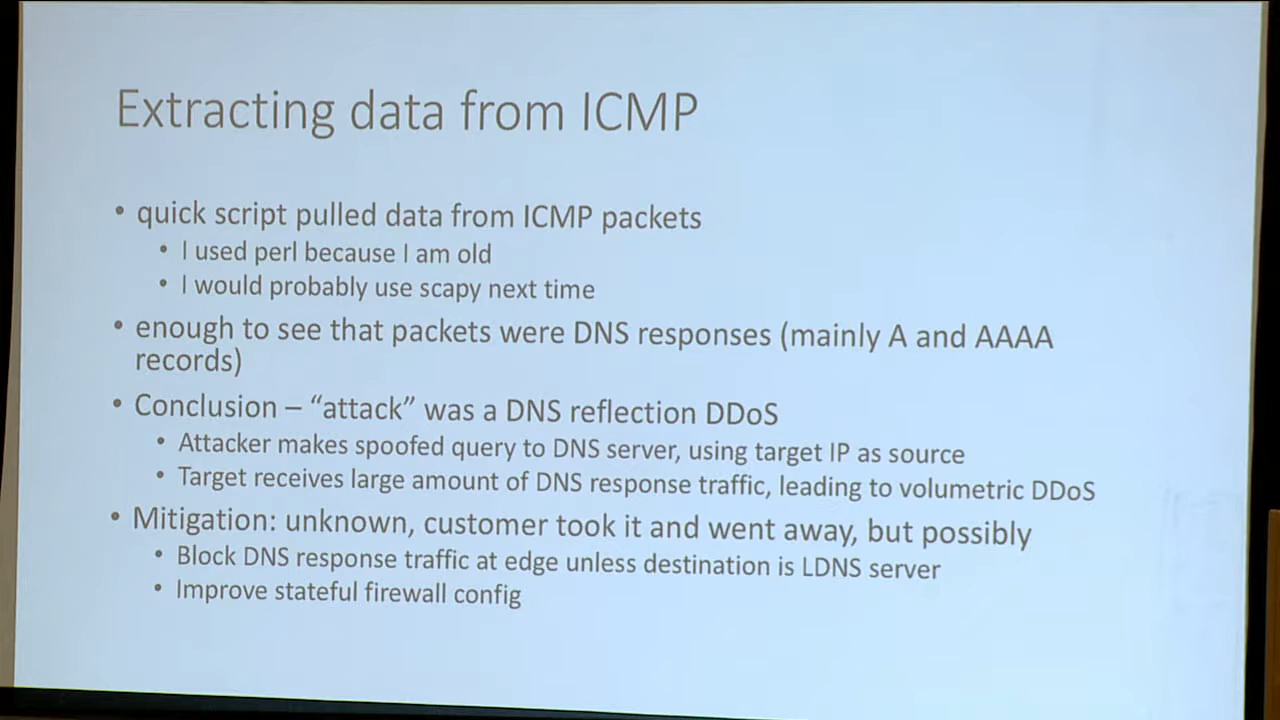 Extracting data from ICMP
• quick script pulled data from ICMP packets
• I used perl because I am old
• I would probably use scapy next time
• enough to see that packets were DNS responses (mainly A and AAAA
records)
• Conclusion – “attack” was a DNS reflection DDoS
• Attacker makes spoofed query to DNS server, using target IP as source
• Target receives large amount of DNS response traffic, leading to volumetric DDoS
• Mitigation: unknown, customer took it and went away, but possibly
• Block DNS response traffic at edge unless destination is LDNS server
• Improve stateful firewall config